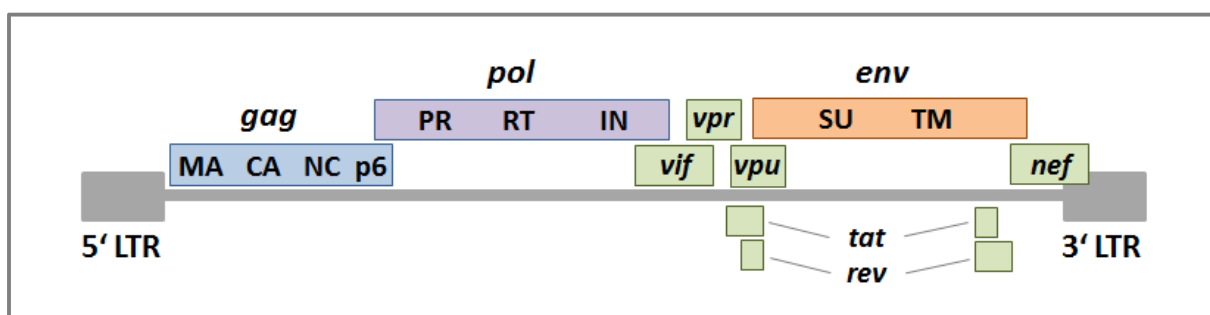 pol env
gag
PR RT IN vpr SU TM
MA CA NC p6 vif vpu nef
5‘ LTR tat 3‘ LTR
rev